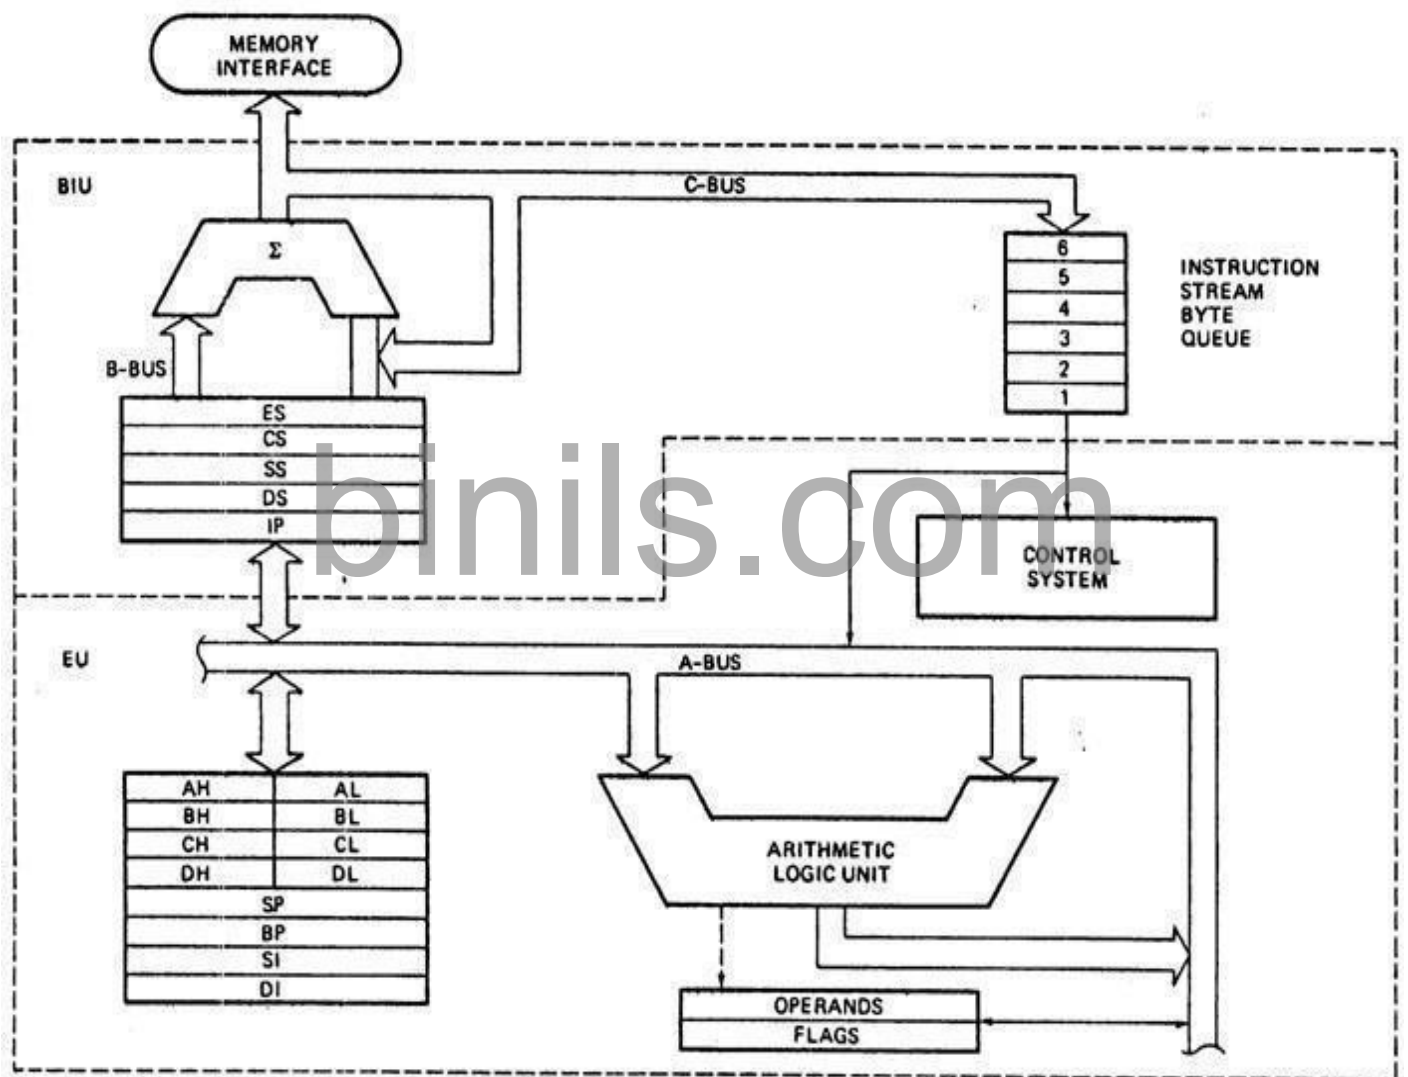 MEMORY
INTERFACE
BIU
C-BUS
Σ
B-BUS
6
5
4
3
2
1
INSTRUCTION
STREAM
BYTE
QUEUE
ES
CS
SS
DS
IP
binils.com
CONTROL
SYSTEM
EU
A-BUS
AH AL
BH BL
CH CL
DH DL
SP
BP
SI
DI
ARITHMETIC
LOGIC UNIT
OPERANDS
FLAGS